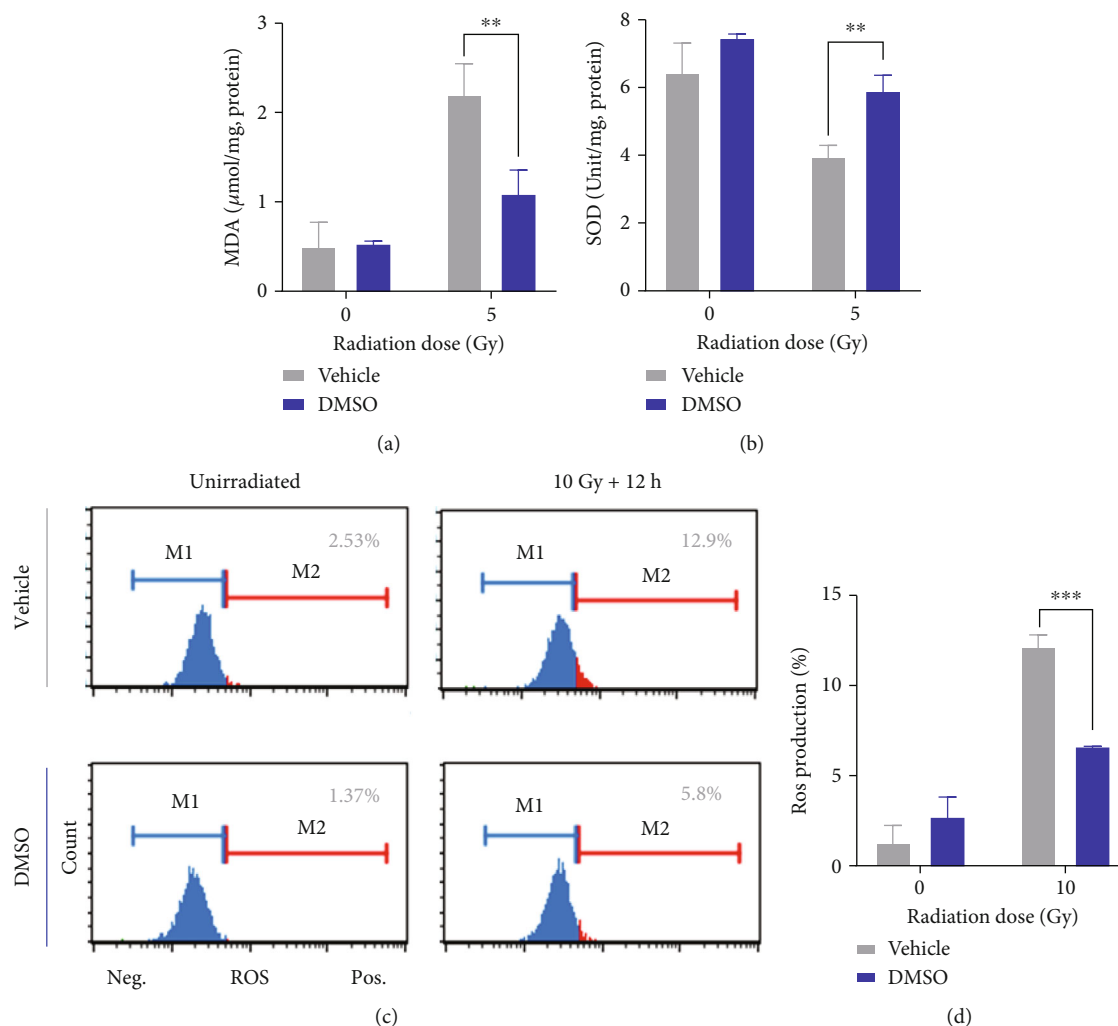 3
2
1
0
MDA (µmol/mg, protein)
**
0
5
Radiation dose (Gy)
Vehicle
DMSO
(a)
8
6
4
2
0
SOD (Unit/mg, protein)
**
0
5
Radiation dose (Gy)
Vehicle
DMSO
(b)
Unirradiated
10 Gy + 12 h
Vehicle
2.53%
M1
M2
12.9%
M1
M2
DMSO
Count
1.37%
M1
M2
5.8%
M1
M2
Neg.
ROS
Pos.
(c)
15
10
5
0
Ros production (%)
***
0
10
Radiation dose (Gy)
Vehicle
DMSO
(d)